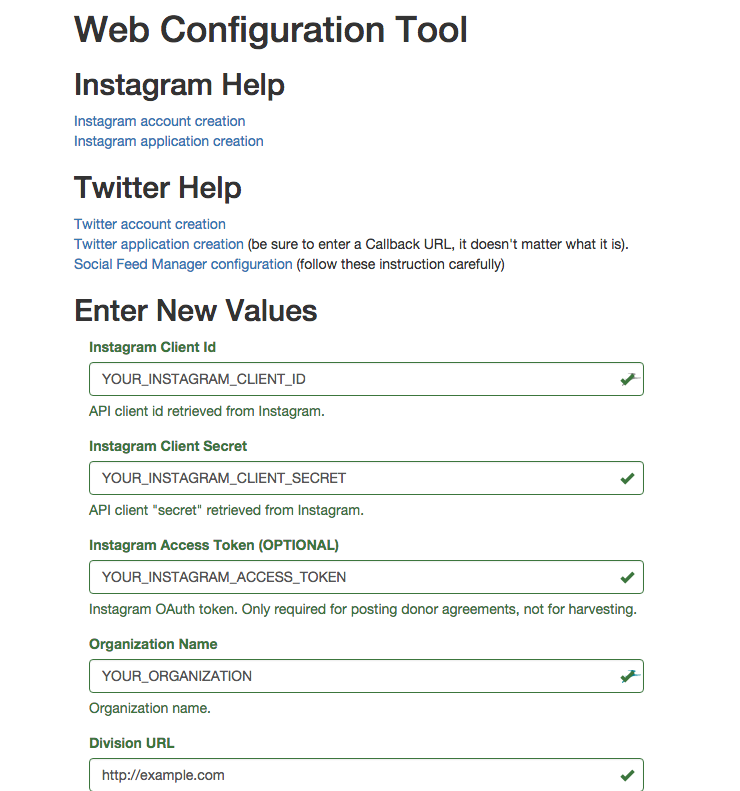 Web Configuration Tool
Instagram Help
Instagram account creation
Instagram application creation
Twitter Help
Twitter account creation
Twitter application creation (be sure to enter a Callback URL, it doesn't matter what it is).
Social Feed Manager configuration (follow these instruction carefully)
Enter New Values
Instagram Client Id
YOUR_INSTAGRAM_CLIENT_ID
API client id retrieved from Instagram.
Instagram Client Secret
YOUR_INSTAGRAM_CLIENT_SECRET
API client "secret" retrieved from Instagram.
Instagram Access Token (OPTIONAL)
YOUR_INSTAGRAM_ACCESS_TOKEN
Instagram OAuth token. Only required for posting donor agreements, not for harvesting.
Organization Name
YOUR_ORGANIZATION
Organization name.
Division URL
http://example.com